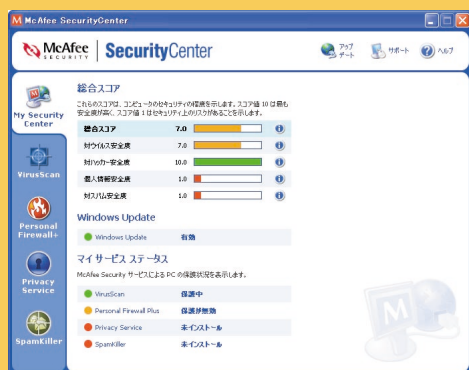 McAfee SecurityCenter
McAfee SECURITY SecurityCenter
アップデート サポート ヘルプ
My Security Center
VirusScan
Personal Firewall+
Privacy Service
SpamKiller
総合スコア
これらのスコアは、コンピュータのセキュリティの程度を示します。スコア値 10 は最も
安全度が高く、スコア値 1 はセキュリティ上のリスクがあることを示します。
総合スコア 7.0
対ウイルス安全度 7.0
対ハッカー安全度 10.0
個人情報安全度 1.0
対スパム安全度 1.0
Windows Update
Windows Update 有効
マイ サービス ステータス
McAfee Security サービスによる PC の保護状況を表示します。
VirusScan 保護中
Personal Firewall Plus 保護が無効
Privacy Service 未インストール
SpamKiller 未インストール